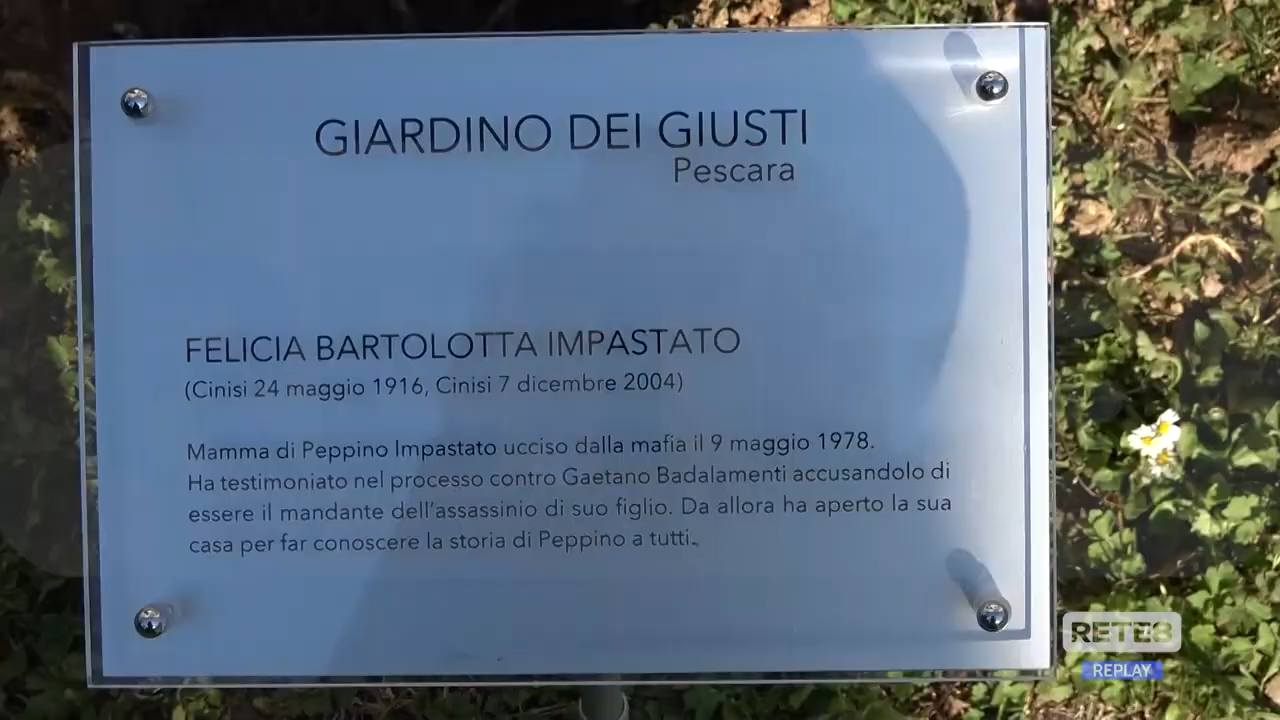 GIARDINO DEI GIUSTI
Pescara
FELICIA BARTOLOTTA IMPASTATO
(Cinisi 24 maggio 1916, Cinisi 7 dicembre 2004)
Mamma di Peppino Impastato ucciso dalla mafia il 9 maggio 1978.
Ha testimoniato nel processo contro Gaetano Badalamenti accusandolo di
essere il mandante dell'assassinio di suo figlio. Da allora ha aperto la sua
casa per far conoscere la storia di Peppino a tutti.
RETE8
REPLAY